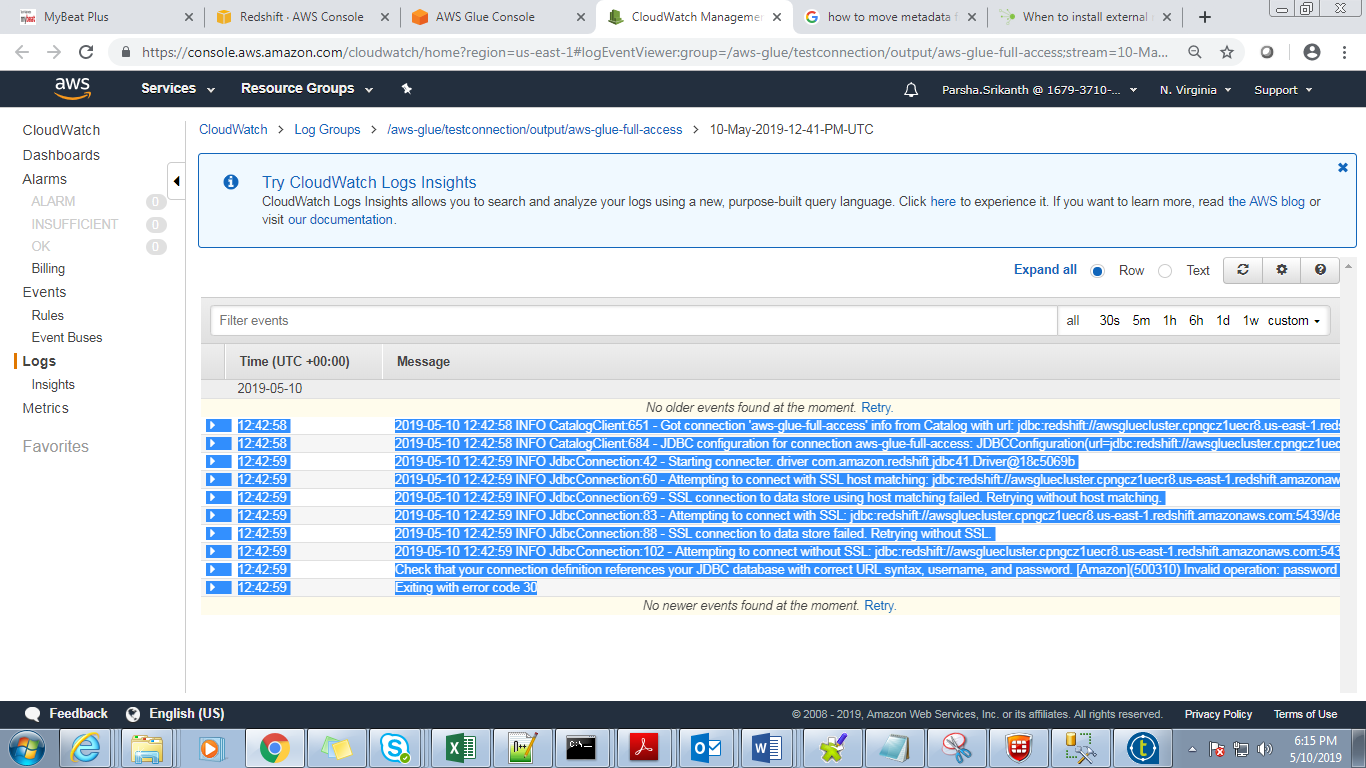 MyBeat Plus
Redshift · AWS Console
AWS Glue Console
CloudWatch Manageme
how to move metadata f
When to install external
https://console.aws.amazon.com/cloudwatch/home?region=us-east-1#logEventViewer:group=/aws-glue/testconnection/output/aws-glue-full-access;stream=10-Ma...
aws
Services
Resource Groups
Parsha.Srikanth @ 1679-3710-...
N. Virginia
Support
CloudWatch
Dashboards
Alarms
ALARM 0
INSUFFICIENT 0
OK 0
Billing
Events
Rules
Event Buses
Logs
Insights
Metrics
Favorites
CloudWatch > Log Groups > /aws-glue/testconnection/output/aws-glue-full-access > 10-May-2019-12-41-PM-UTC
Try CloudWatch Logs Insights
CloudWatch Logs Insights allows you to search and analyze your logs using a new, purpose-built query language. Click here to experience it. If you want to learn more, read the AWS blog or
visit our documentation.
Expand all Row Text
Filter events
all 30s 5m 1h 6h 1d 1w custom
Time (UTC +00:00) Message
2019-05-10
No older events found at the moment. Retry.
12:42:58 2019-05-10 12:42:58 INFO CatalogClient:651 - Got connection 'aws-glue-full-access' info from Catalog with url: jdbc:redshift://awsgluecluster.cpngcz1uecr8.us-east-1.reds
12:42:58 2019-05-10 12:42:58 INFO CatalogClient:684 - JDBC configuration for connection aws-glue-full-access: JDBCConfiguration(url=jdbc:redshift://awsgluecluster.cpngcz1uec
12:42:59 2019-05-10 12:42:59 INFO JdbcConnection:42 - Starting connecter. driver com.amazon.redshift.jdbc41.Driver@18c5069b
12:42:59 2019-05-10 12:42:59 INFO JdbcConnection:60 - Attempting to connect with SSL host matching: jdbc:redshift://awsgluecluster.cpngcz1uecr8.us-east-1.redshift.amazonaw
12:42:59 2019-05-10 12:42:59 INFO JdbcConnection:69 - SSL connection to data store using host matching failed. Retrying without host matching.
12:42:59 2019-05-10 12:42:59 INFO JdbcConnection:83 - Attempting to connect with SSL: jdbc:redshift://awsgluecluster.cpngcz1uecr8.us-east-1.redshift.amazonaws.com:5439/de
12:42:59 2019-05-10 12:42:59 INFO JdbcConnection:88 - SSL connection to data store failed. Retrying without SSL.
12:42:59 2019-05-10 12:42:59 INFO JdbcConnection:102 - Attempting to connect without SSL: jdbc:redshift://awsgluecluster.cpngcz1uecr8.us-east-1.redshift.amazonaws.com:543
12:42:59 Check that your connection definition references your JDBC database with correct URL syntax, username, and password. [Amazon](500310) Invalid operation: password
12:42:59 Exiting with error code 30
No newer events found at the moment. Retry.
Feedback
English (US)
© 2008 - 2019, Amazon Web Services, Inc. or its affiliates. All rights reserved.
Privacy Policy
Terms of Use
6:15 PM
5/10/2019